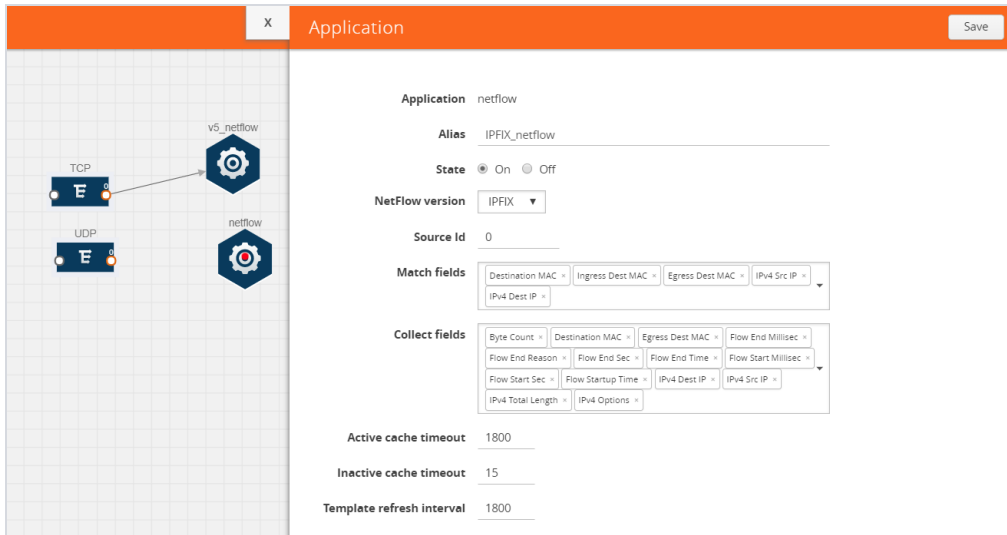 X
Application
Save
Application netflow
Alias IPFIX_netflow
State On Off
NetFlow version IPFIX
Source Id 0
Match fields Destination MAC × Ingress Dest MAC × Egress Dest MAC × IPv4 Src IP ×
IPv4 Dest IP ×
Collect fields Byte Count × Destination MAC × Egress Dest MAC × Flow End Millisec ×
Flow End Reason × Flow End Sec × Flow End Time × Flow Start Millisec ×
Flow Start Sec × Flow Startup Time × IPv4 Dest IP × IPv4 Src IP ×
IPv4 Total Length × IPv4 Options ×
Active cache timeout 1800
Inactive cache timeout 15
Template refresh interval 1800
v5_netflow
TCP
0
netflow
UDP
0